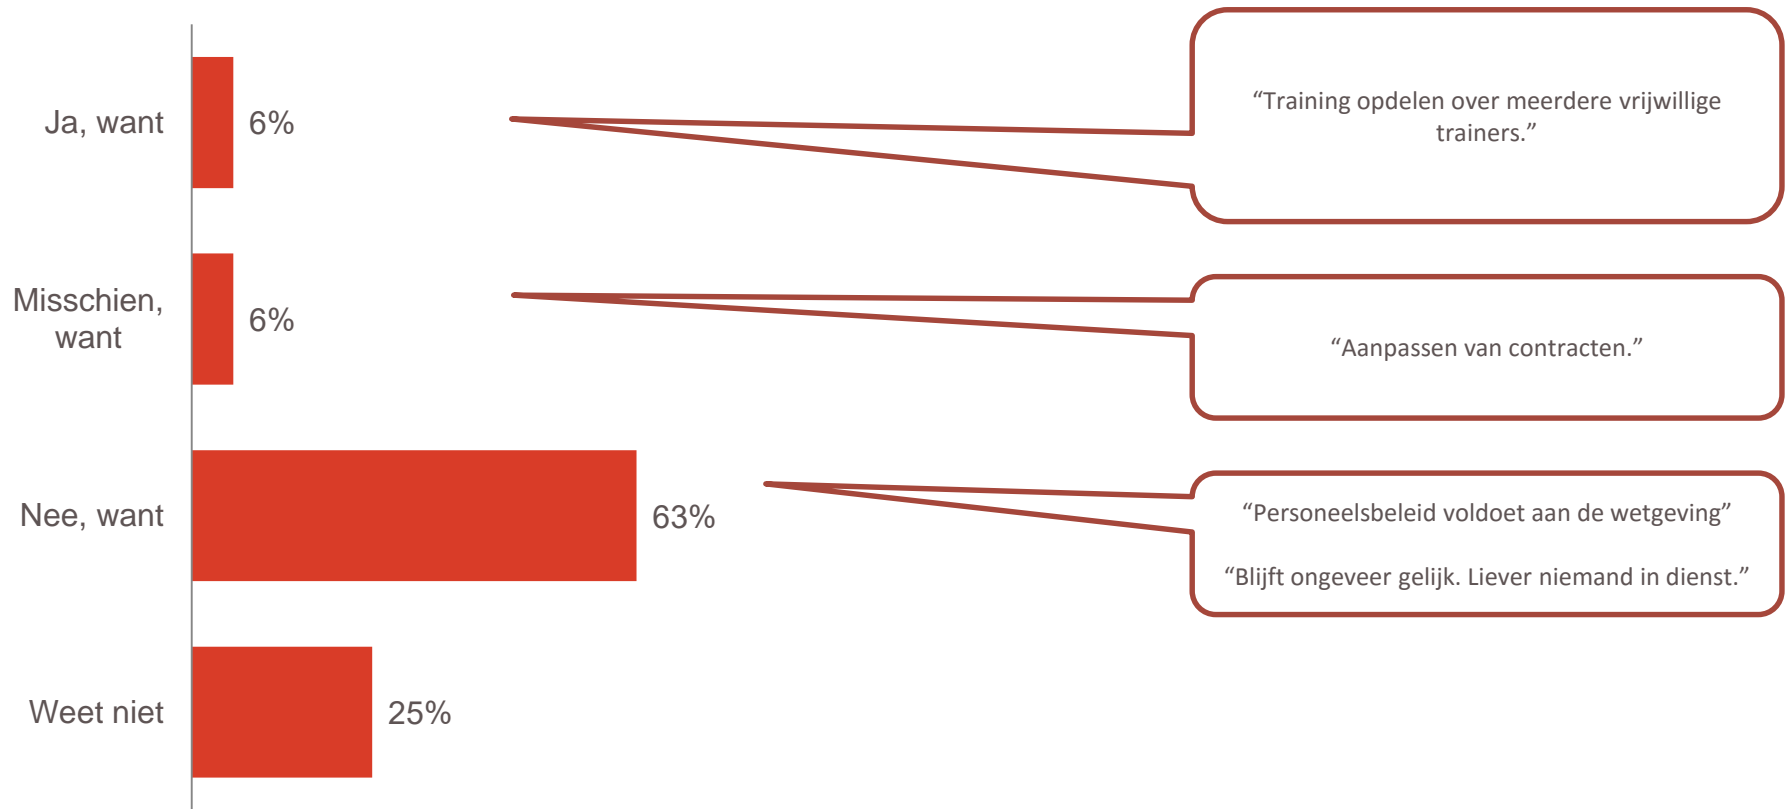 Ja, want
6%
“Training opdelen over meerdere vrijwillige
trainers.”
Misschien,
want
6%
“Aanpassen van contracten.”
Nee, want
63%
“Personeelsbeleid voldoet aan de wetgeving”
“Blijft ongeveer gelijk. Liever niemand in dienst.”
Weet niet
25%